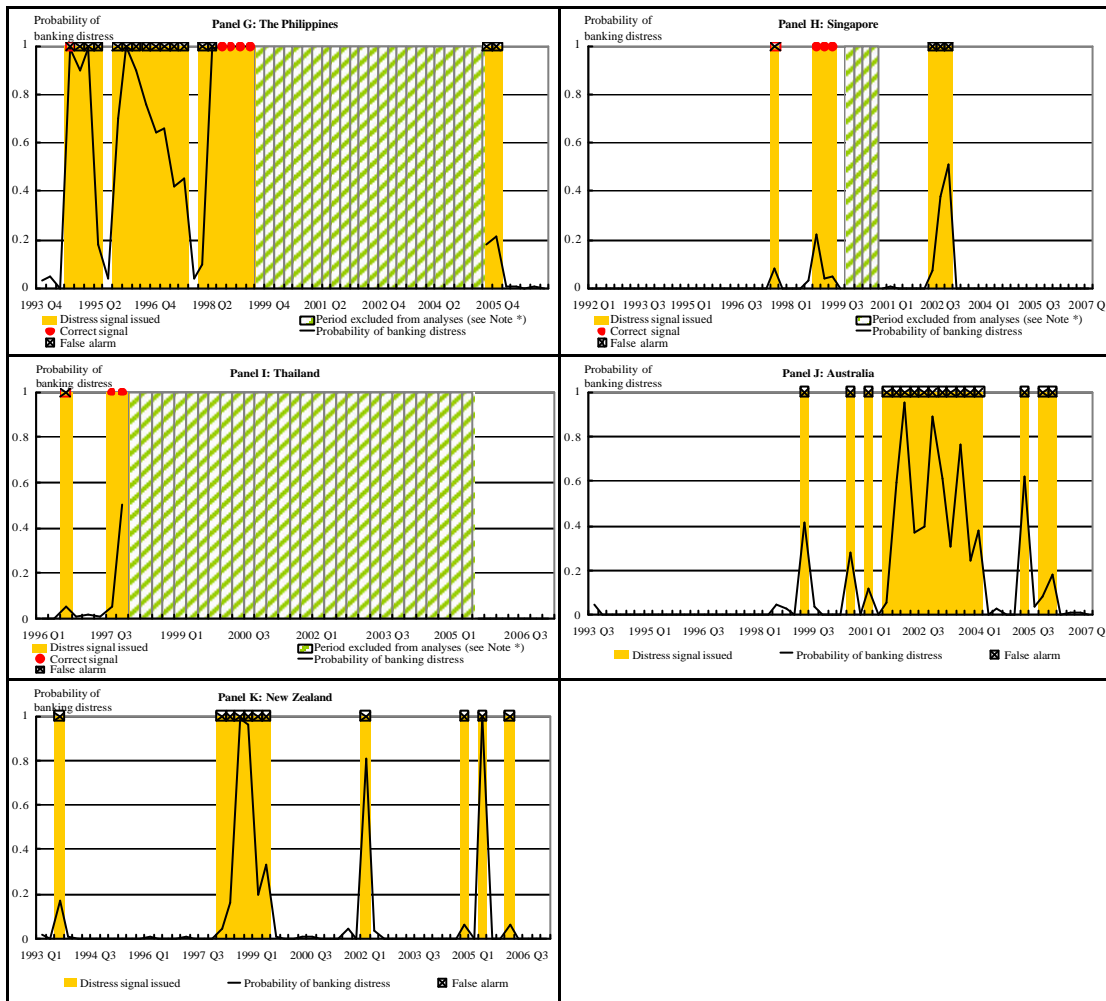 Probability of
banking distress
Panel G: The Philippines
1
0.8
0.6
0.4
0.2
0
1993 Q4 1995 Q2 1996 Q4 1998 Q2 1999 Q4 2001 Q2 2002 Q4 2004 Q2 2005 Q4
Distress signal issued
Period excluded from analyses (see Note *)
Correct signal
Probability of banking distress
False alarm
Probability of
banking distress
Panel H: Singapore
1
0.8
0.6
0.4
0.2
0
1992 Q1 1993 Q3 1995 Q1 1996 Q3 1998 Q1 1999 Q3 2001 Q1 2002 Q3 2004 Q1 2005 Q3 2007 Q
Distress signal issued
Period excluded from analyses (see Note *)
Correct signal
Probability of banking distress
False alarm
Probability of
banking distress
Panel I: Thailand
1
0.8
0.6
0.4
0.2
0
1996 Q1 1997 Q3 1999 Q1 2000 Q3 2002 Q1 2003 Q3 2005 Q1 2006 Q3
Distres signal issued
Period excluded from analyses (see Note *)
Correct signal
Probability of banking distress
False alarm
Probability of
banking distress
Panel J: Australia
1
0.8
0.6
0.4
0.2
0
1993 Q3 1995 Q1 1996 Q3 1998 Q1 1999 Q3 2001 Q1 2002 Q3 2004 Q1 2005 Q3 2007 Q
Distress signal issued
Probability of banking distress
False alarm
Probability of
banking distress
Panel K: New Zealand
1
0.8
0.6
0.4
0.2
0
1993 Q1 1994 Q3 1996 Q1 1997 Q3 1999 Q1 2000 Q3 2002 Q1 2003 Q3 2005 Q1 2006 Q3
Distress signal issued
Probability of banking distress
False alarm